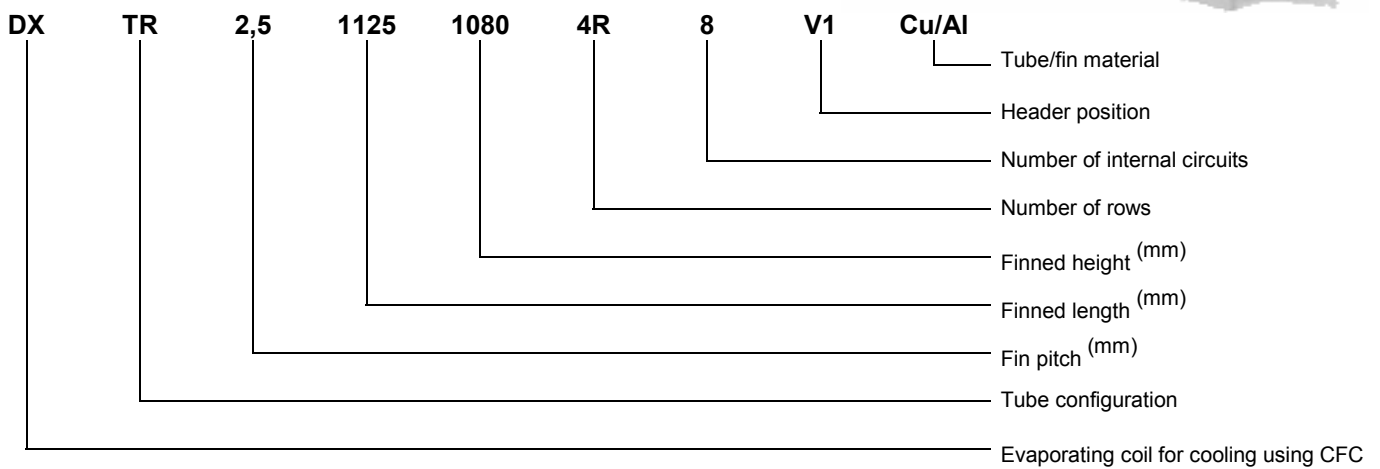 DX TR 2,5 1125 1080 4R 8 V1 Cu/Al
Tube/fin material
Header position
Number of internal circuits
Number of rows
Finned height (mm)
Finned length (mm)
Fin pitch (mm)
Tube configuration
Evaporating coil for cooling using CFC